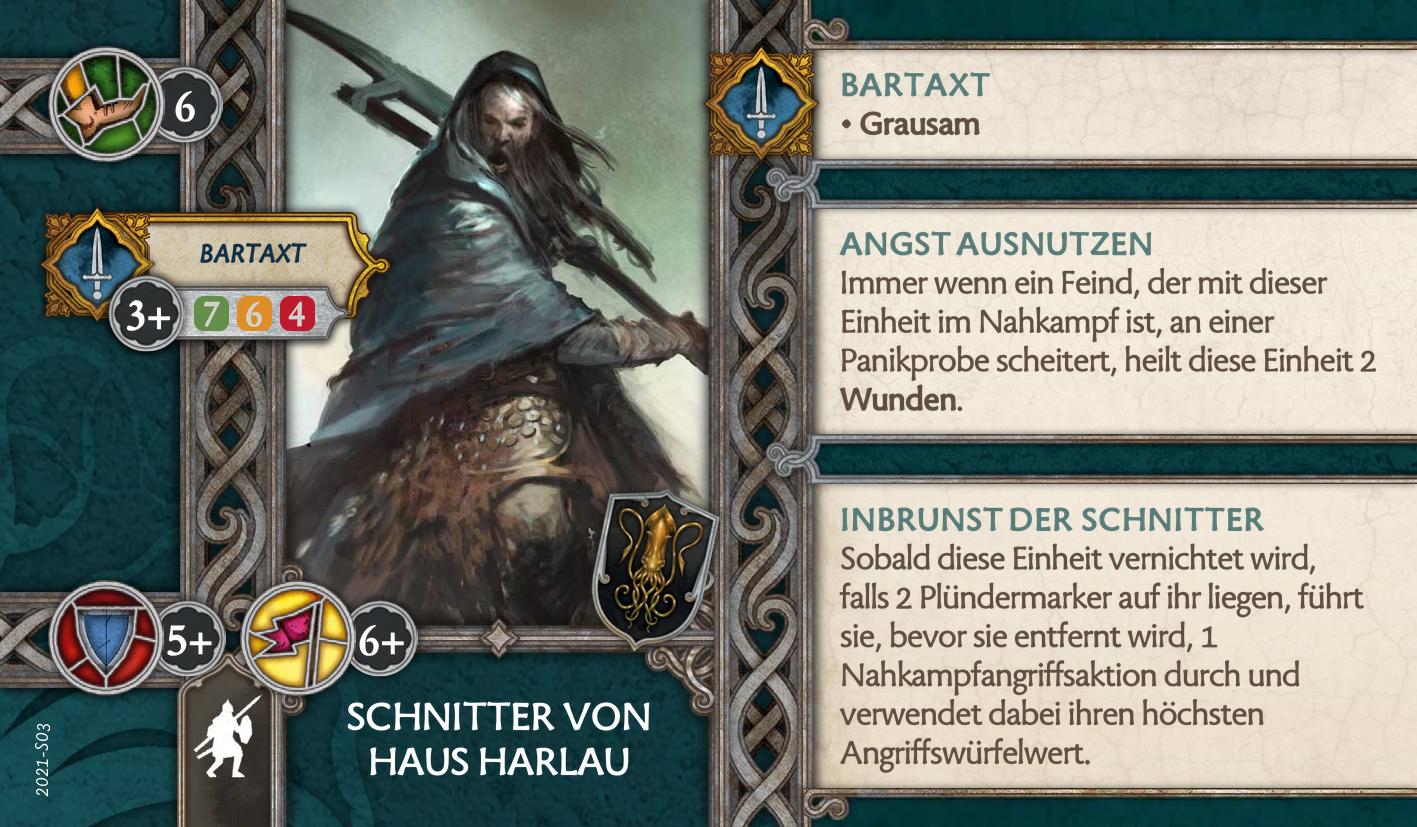 6
BARTAXT
3+ 7 6 4
5+ 6+
SCHNITTER VON
HAUS HARLAU
2021-S03
BARTAXT
• Grausam
ANGST AUSNUTZEN
Immer wenn ein Feind, der mit dieser
Einheit im Nahkampf ist, an einer
Panikprobe scheitert, heilt diese Einheit 2
Wunden.
INBRUNST DER SCHNITTER
Sobald diese Einheit vernichtet wird,
falls 2 Plündermarker auf ihr liegen, führt
sie, bevor sie entfernt wird, 1
Nahkampfangriffsaktion durch und
verwendet dabei ihren höchsten
Angriffswürfelwert.